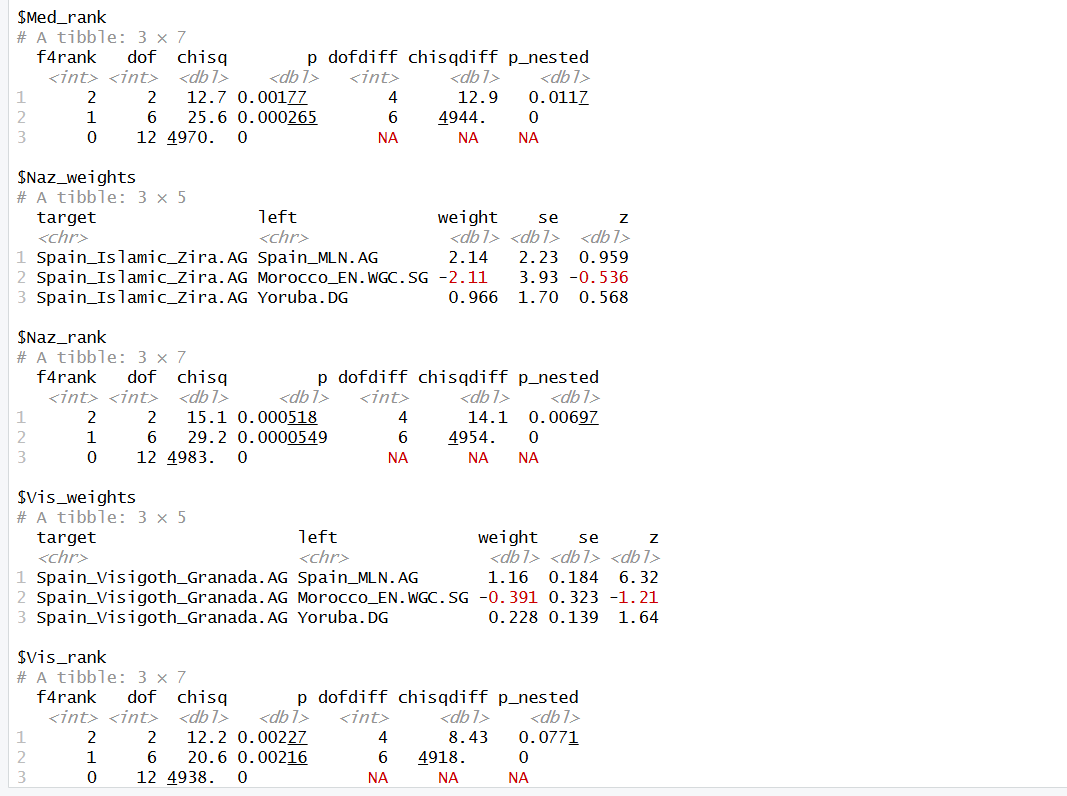 $Med_rank
# A tibble: 3 × 7
  f4rank   dof  chisq        p dofdiff chisqdiff p_nested
   <int> <int>  <dbl>    <dbl>   <int>     <dbl>    <dbl>
1      2     2   12.7 0.00177        4      12.9   0.0117
2      1     6   25.6 0.000265       6     4944.   0
3      0    12 4970.  0             NA        NA       NA

$Naz_weights
# A tibble: 3 × 5
  target                left              weight    se      z
  <chr>                 <chr>              <dbl> <dbl>  <dbl>
1 Spain_Islamic_Zira.AG Spain_MLN.AG       2.14   2.23  0.959
2 Spain_Islamic_Zira.AG Morocco_EN.WGC.SG -2.11   3.93 -0.536
3 Spain_Islamic_Zira.AG Yoruba.DG          0.966  1.70  0.568

$Naz_rank
# A tibble: 3 × 7
  f4rank   dof  chisq         p dofdiff chisqdiff p_nested
   <int> <int>  <dbl>     <dbl>   <int>     <dbl>    <dbl>
1      2     2   15.1 0.000518        4      14.1  0.00697
2      1     6   29.2 0.0000549       6     4954.  0
3      0    12 4983.  0              NA        NA       NA

$Vis_weights
# A tibble: 3 × 5
  target                    left              weight    se     z
  <chr>                     <chr>              <dbl> <dbl> <dbl>
1 Spain_Visigoth_Granada.AG Spain_MLN.AG       1.16  0.184  6.32
2 Spain_Visigoth_Granada.AG Morocco_EN.WGC.SG -0.391 0.323 -1.21
3 Spain_Visigoth_Granada.AG Yoruba.DG          0.228 0.139  1.64

$Vis_rank
# A tibble: 3 × 7
  f4rank   dof  chisq       p dofdiff chisqdiff p_nested
   <int> <int>  <dbl>   <dbl>   <int>     <dbl>    <dbl>
1      2     2   12.2 0.00227       4      8.43   0.0771
2      1     6   20.6 0.00216       6   4918.     0
3      0    12 4938.  0            NA        NA       NA